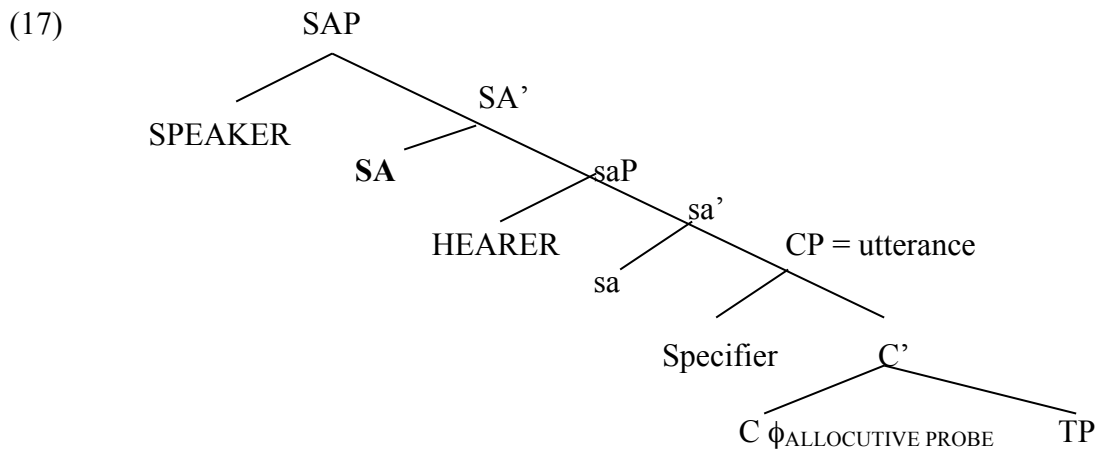 (17) SAP
SA’
SPEAKER
SA
saP
sa’
HEARER
CP = utterance
sa
Specifier
C’
C ϕALLOCUTIVE PROBE TP